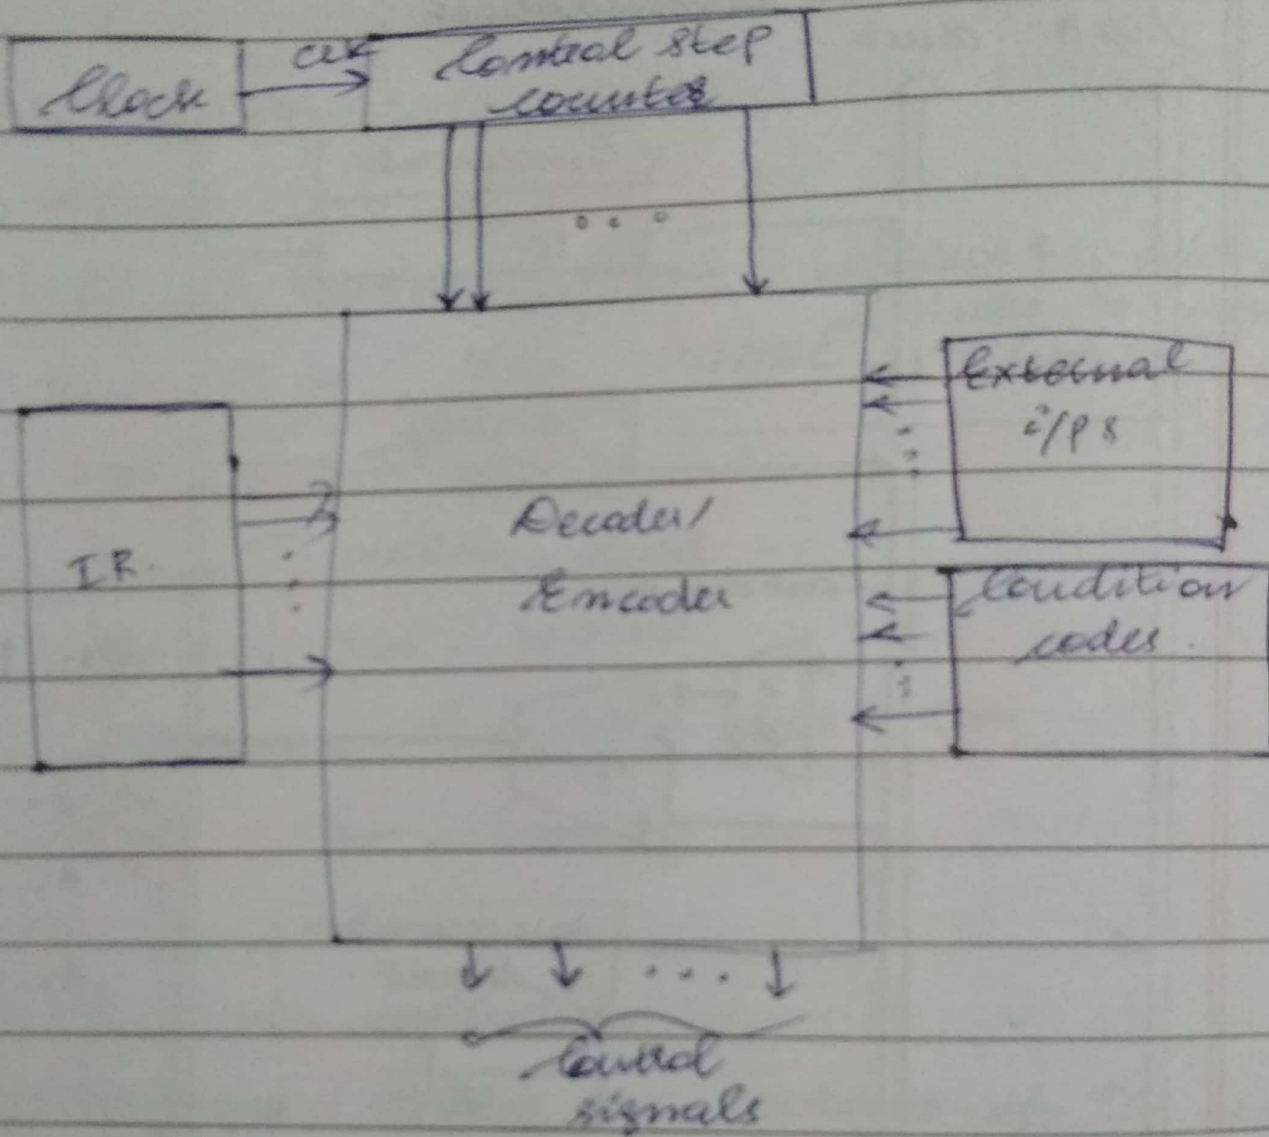 Clock
CLK
Control step
counter
External
i/ps
IR.
Decoder/
Encoder
Condition
codes.
Control
signals